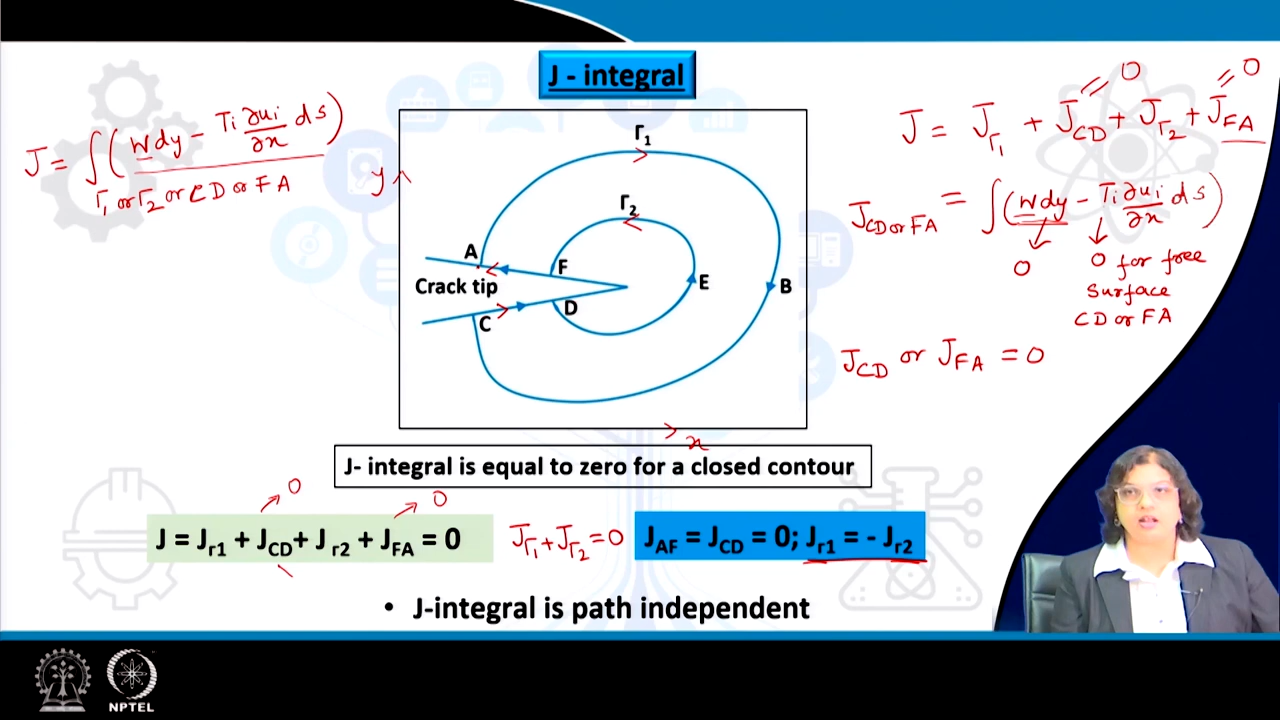 J - integral
J = ∫(Wdy - Ti ∂ui/∂x ds)
Γ1 or Γ2 or CD or FA
y
Γ1
Γ2
A
F
Crack tip
E
B
D
C
x
J = JΓ1 + JCD + JΓ2 + JFA
= 0
= 0
JCD or FA = ∫(Wdy - Ti ∂ui/∂x ds)
0
0 for free
surface
CD or FA
JCD or JFA = 0
J- integral is equal to zero for a closed contour
0
0
J = Jr1 + JCD+ J r2 + JFA = 0
JΓ1 + JΓ2 = 0
JAF = JCD = 0; Jr1 = - Jr2
• J-integral is path independent
NPTEL